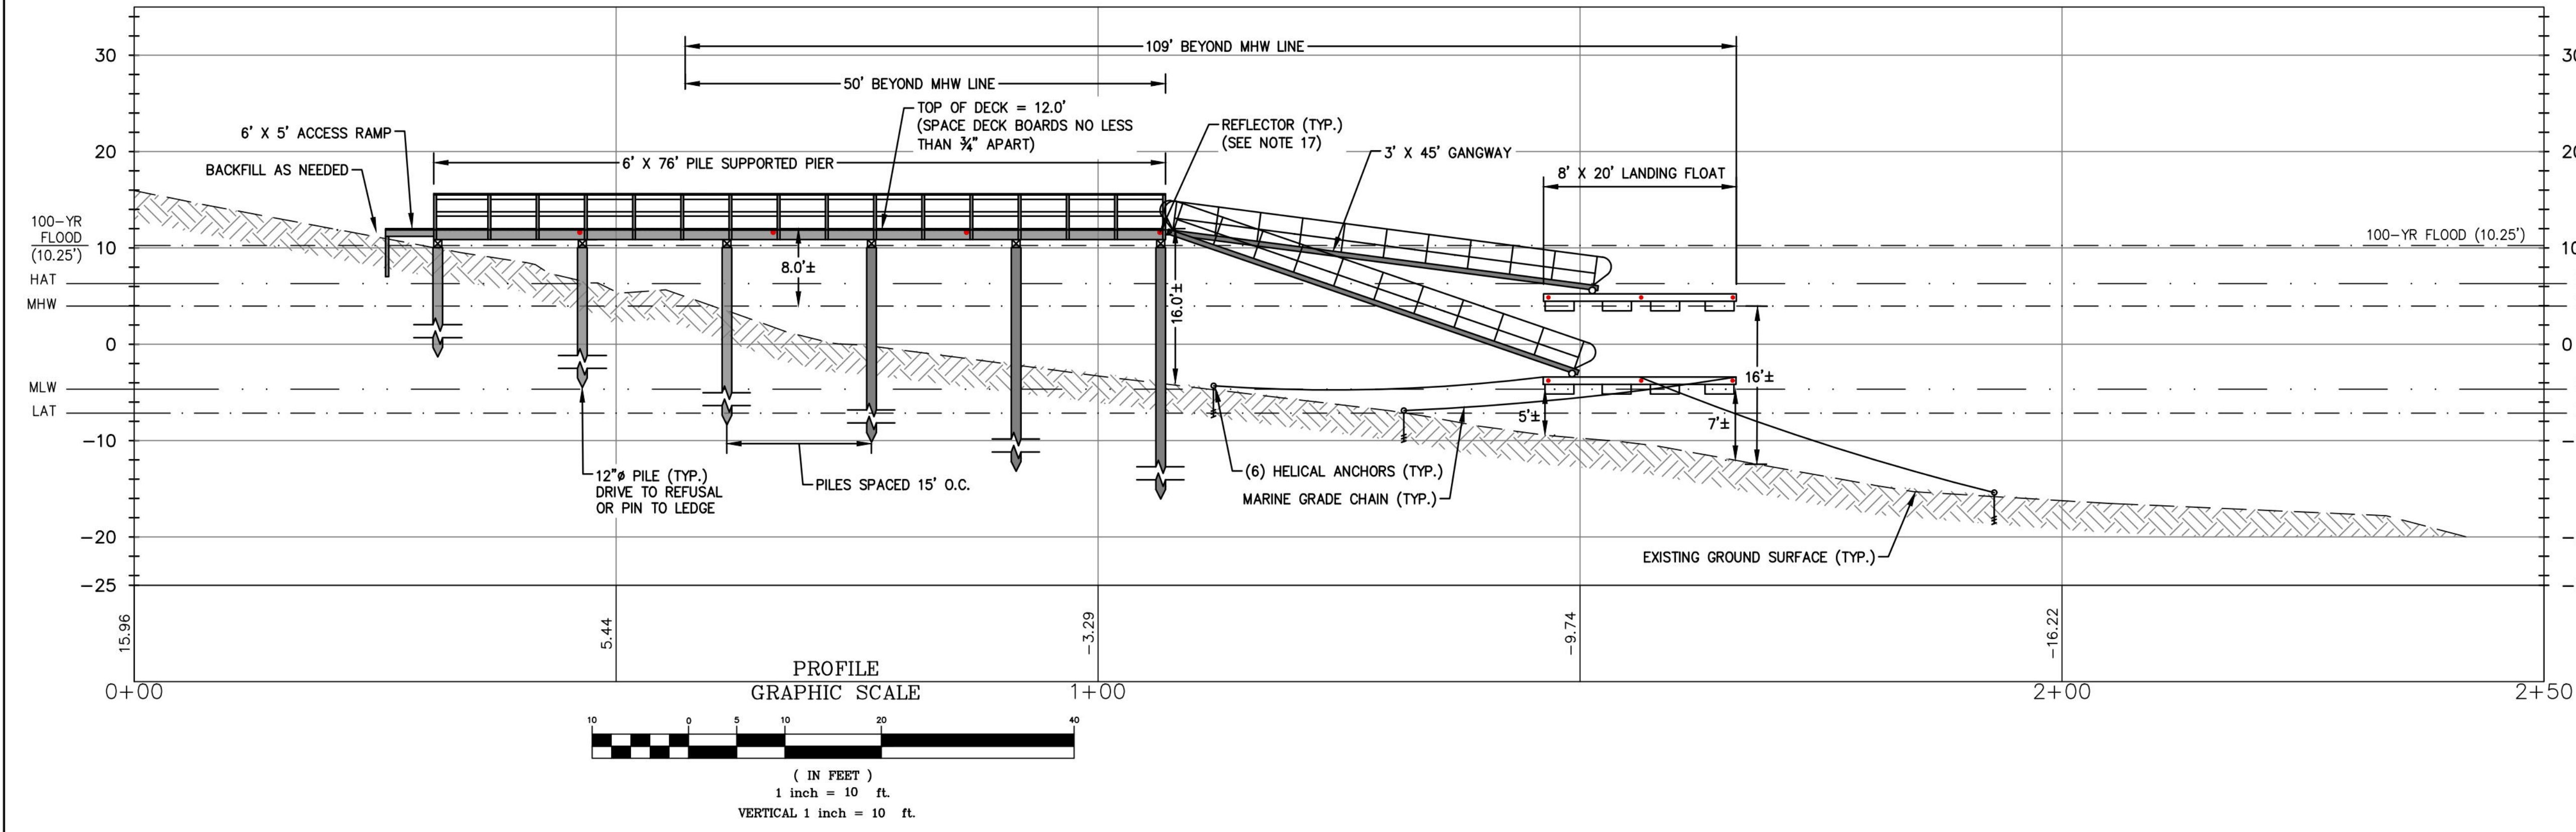 109' BEYOND MHW LINE
50' BEYOND MHW LINE
TOP OF DECK = 12.0'
(SPACE DECK BOARDS NO LESS
THAN ¾" APART)
6' X 5' ACCESS RAMP
BACKFILL AS NEEDED
6' X 76' PILE SUPPORTED PIER
REFLECTOR (TYP.)
(SEE NOTE 17)
3' X 45' GANGWAY
8' X 20' LANDING FLOAT
30
20
10
0
-10
-20
-25
100-YR
FLOOD
(10.25')
HAT
MHW
MLW
LAT
100-YR FLOOD (10.25')
8.0'±
16.0'±
16'±
5'±
7'±
12"ø PILE (TYP.)
DRIVE TO REFUSAL
OR PIN TO LEDGE
PILES SPACED 15' O.C.
(6) HELICAL ANCHORS (TYP.)
MARINE GRADE CHAIN (TYP.)
EXISTING GROUND SURFACE (TYP.)
0
15.96
5.44
-3.29
-9.74
-16.22
0+00
1+00
2+00
2+50
PROFILE
GRAPHIC SCALE
10 0 5 10 20 40
( IN FEET )
1 inch = 10 ft.
VERTICAL 1 inch = 10 ft.